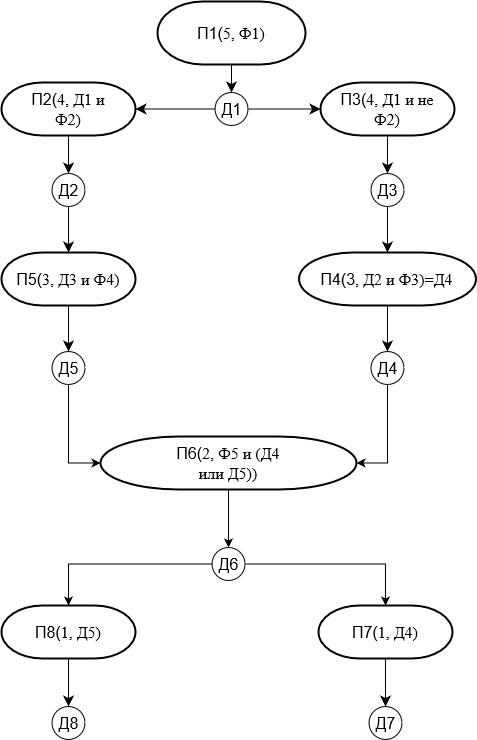 П1(5, Ф1)
П2(4, Д1 и
Ф2)
Д1
П3(4, Д1 и не
Ф2)
Д2
Д3
П5(3, Д3 и Ф4)
П4(3, Д2 и Ф3)=Д4
Д5
Д4
П6(2, Ф5 и (Д4
или Д5))
Д6
П8(1, Д5)
П7(1, Д4)
Д8
Д7